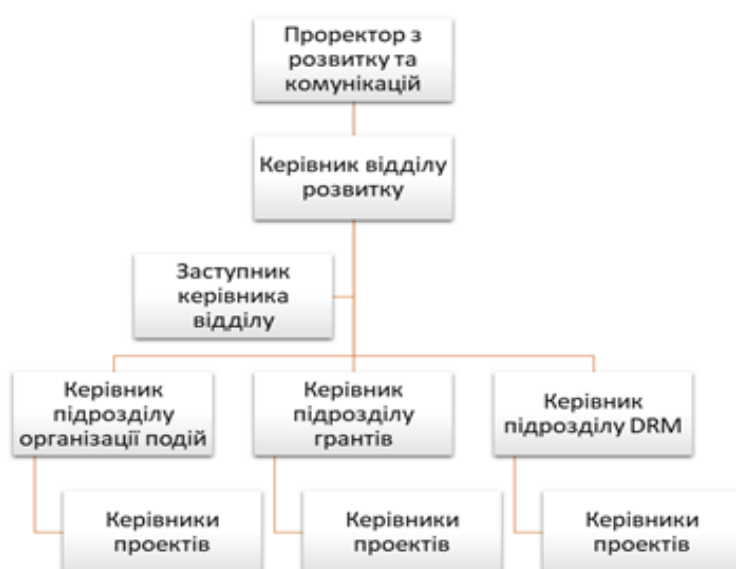 Проректор з
розвитку та
комунікацій
Керівник відділу
розвитку
Заступник
керівника
відділу
Керівник
підрозділу
організації подій
Керівник
підрозділу
грантів
Керівник
підрозділу DRM
Керівники
проектів
Керівники
проектів
Керівники
проектів